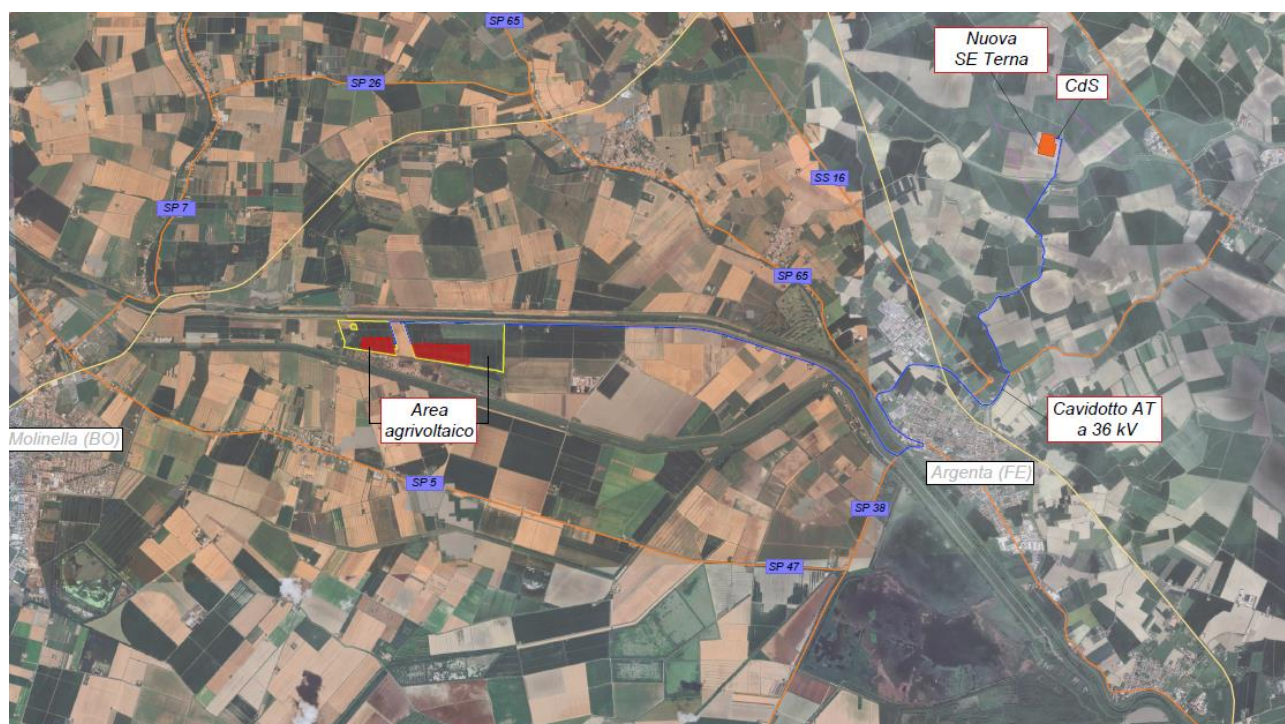 SP 65
Nuova
SE Terna
CdS
SP 26
SS 16
SP 7
SP 65
Area
agrivoltaico
Cavidotto AT
a 36 kV
Molinella (BO)
Argenta (FE)
SP 5
SP 38
SP 47